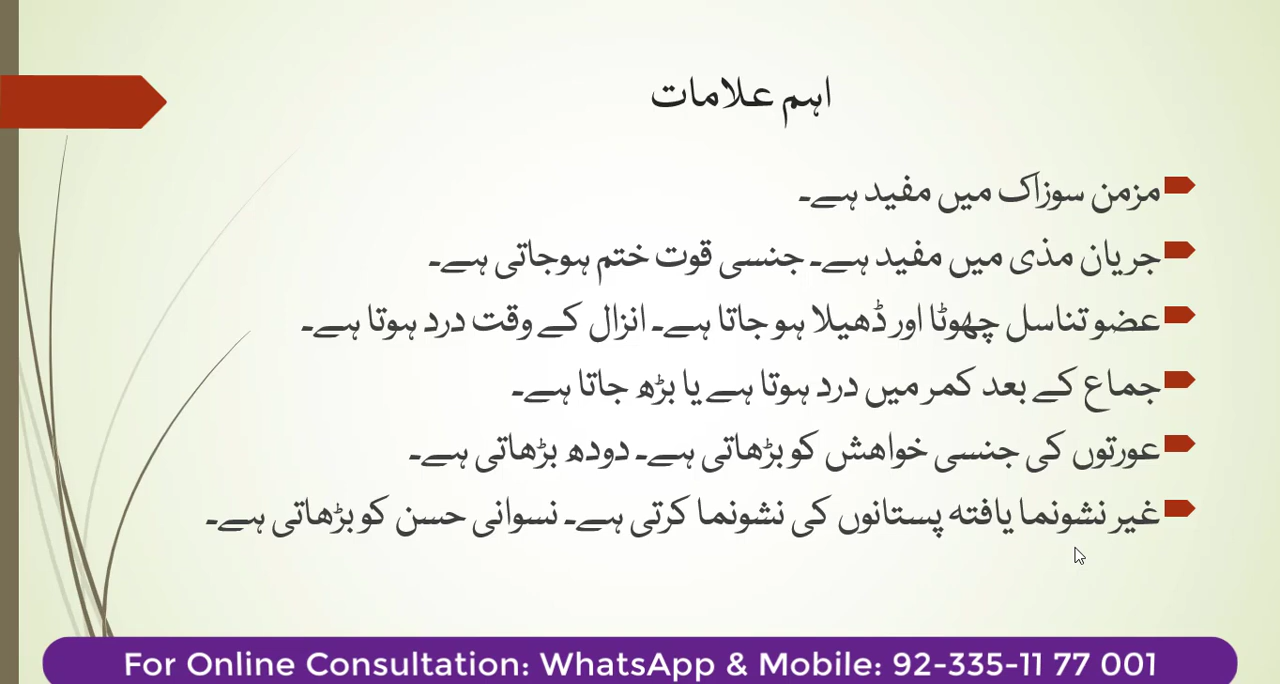 اہم علامات
مزمن سوزاک میں مفید ہے۔
جریان مذی میں مفید ہے۔ جنسی قوت ختم ہوجاتی ہے۔
عضو تناسل چھوٹا اور ڈھیلا ہو جاتا ہے۔ انزال کے وقت درد ہوتا ہے۔
جماع کے بعد کمر میں درد ہوتا ہے یا بڑھ جاتا ہے۔
عورتوں کی جنسی خواھش کو بڑھاتی ہے۔ دودھ بڑھاتی ہے۔
غیر نشونما یافتہ پستانوں کی نشونما کرتی ہے۔ نسوانی حسن کو بڑھاتی ہے۔
For Online Consultation: WhatsApp & Mobile: 92-335-11 77 001